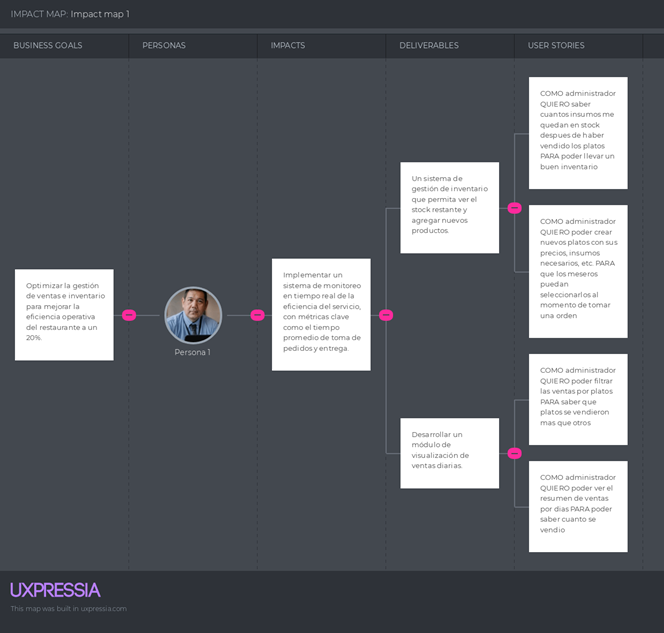 IMPACT MAP: Impact map 1
BUSINESS GOALS
PERSONAS
IMPACTS
DELIVERABLES
USER STORIES
Optimizar la gestión
de ventas e inventario
para mejorar la
eficiencia operativa
del restaurante a un
20%.
Persona 1
Implementar un
sistema de monitoreo
en tiempo real de la
eficiencia del servicio,
con métricas clave
como el tiempo
promedio de toma de
pedidos y entrega.
Un sistema de
gestión de inventario
que permita ver el
stock restante y
agregar nuevos
productos.
COMO administrador
QUIERO saber
cuantos insumos me
quedan en stock
despues de haber
vendido los platos
PARA poder llevar un
buen inventario
COMO administrador
QUIERO poder crear
nuevos platos con sus
precios, insumos
necesarios, etc. PARA
que los meseros
puedan
seleccionarlos al
momento de tomar
una orden
Desarrollar un
módulo de
visualización de
ventas diarias.
COMO administrador
QUIERO poder filtrar
las ventas por platos
PARA saber que
platos se vendieron
mas que otros
COMO administrador
QUIERO poder ver el
resumen de ventas
por dias PARA poder
saber cuanto se
vendio
UXPRESSIA
This map was built in uxpressia.com